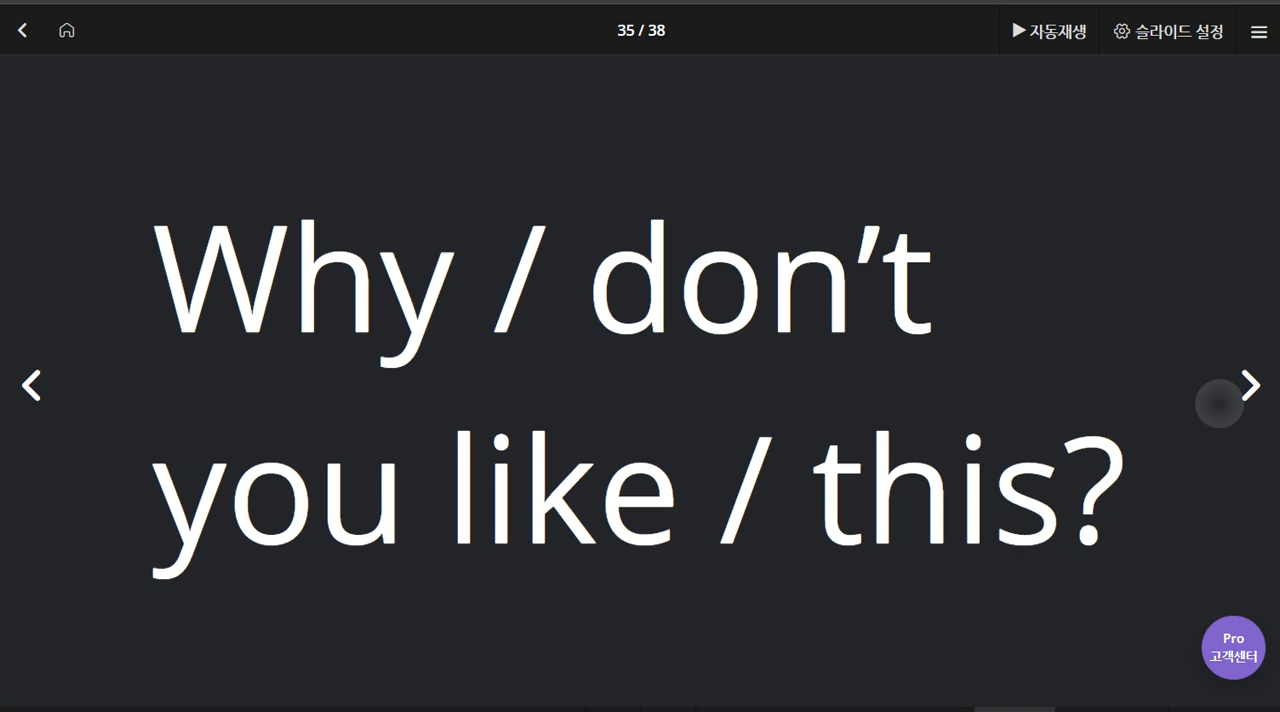 35 / 38
▶ 자동재생
슬라이드 설정
Why / don’t
you like / this?
Pro
고객센터